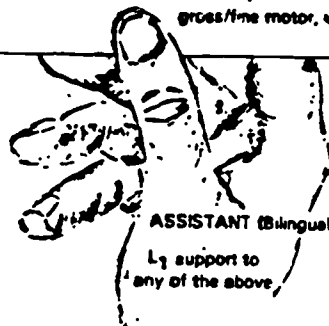 gross/fine motor,
ASSISTANT (Bilingual
L1 support to
any of the above